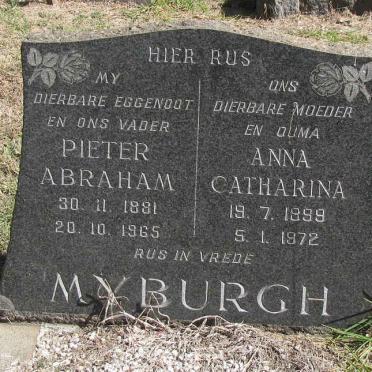 HIER RUS
MY
DIERBARE EGGENOOT
EN ONS VADER
PIETER
ABRAHAM
30. 11. 1881
20. 10. 1965
ONS
DIERBARE MOEDER
EN OUMA
ANNA
CATHARINA
19. 7. 1899
5. 1. 1972
RUS IN VREDE
MYBURGH